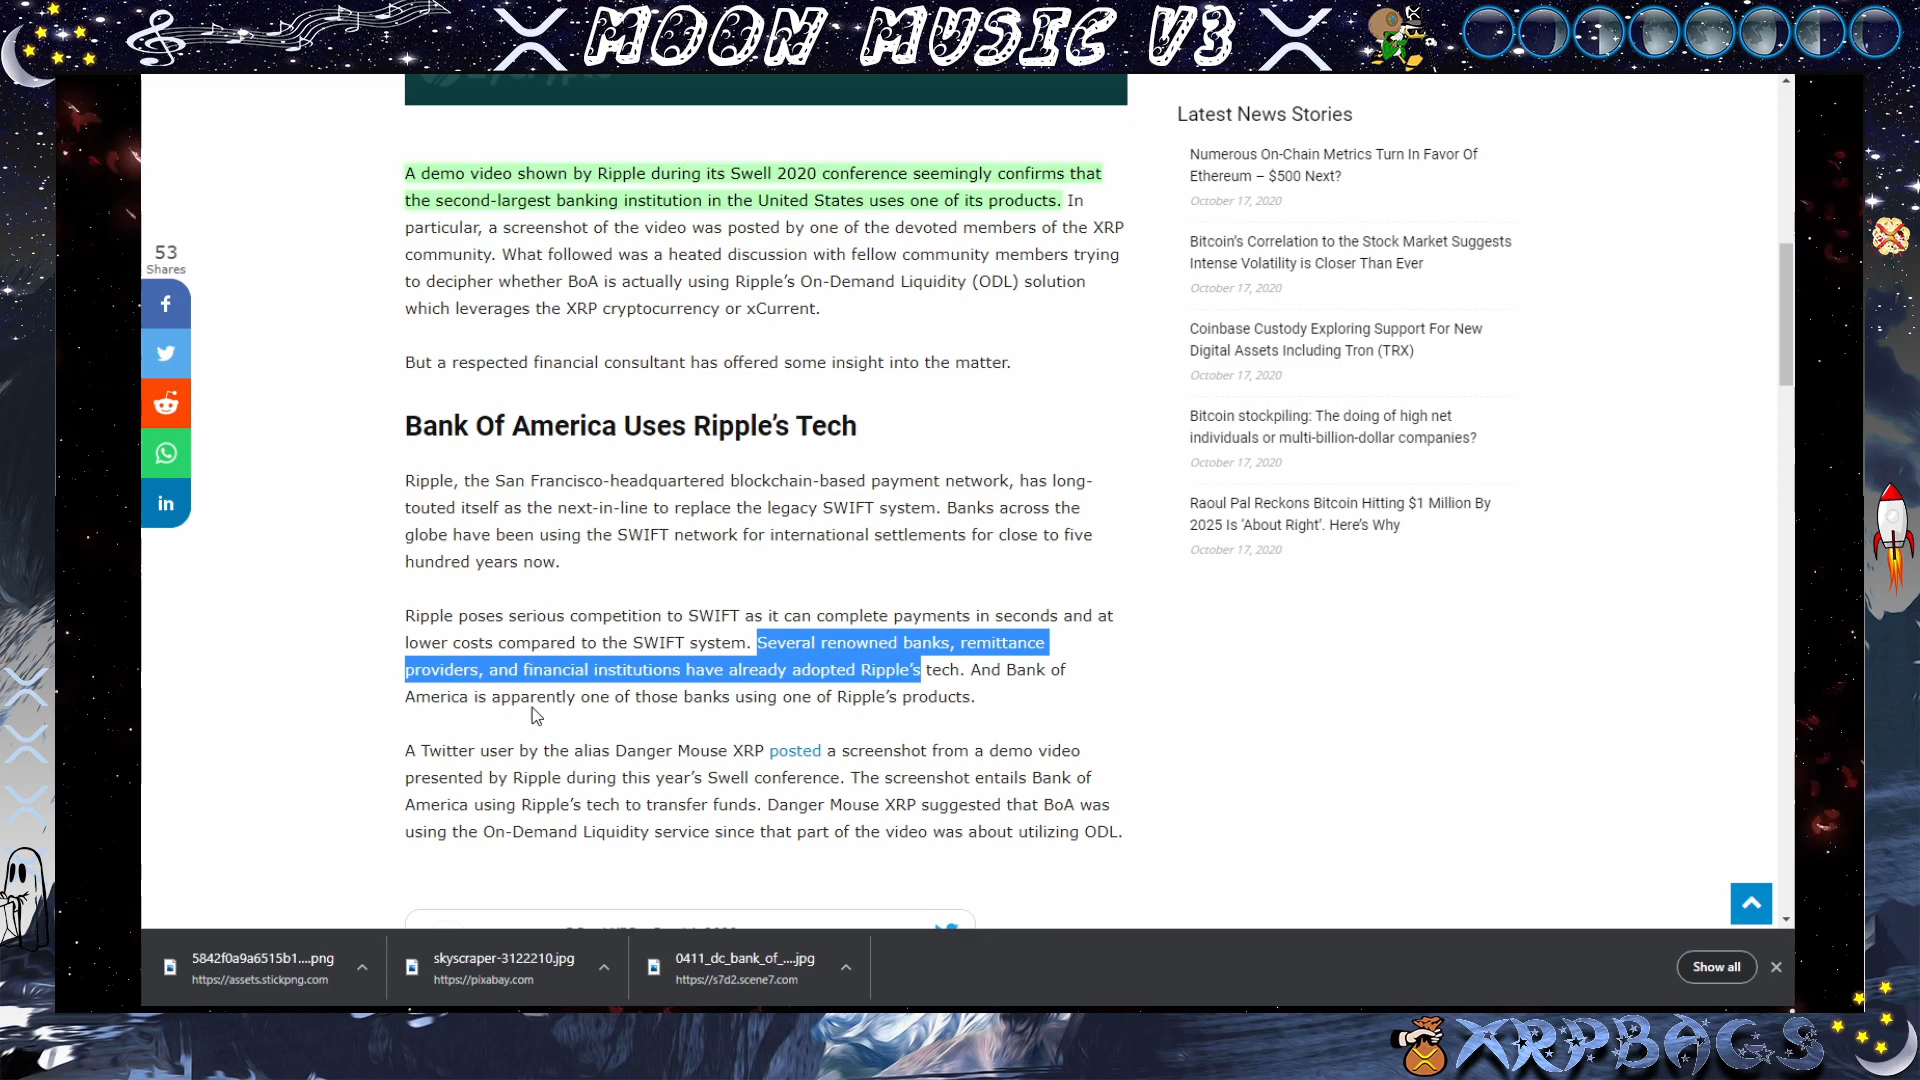 MOON MUSIC V3
A demo video shown by Ripple during its Swell 2020 conference seemingly confirms that
the second-largest banking institution in the United States uses one of its products. In
particular, a screenshot of the video was posted by one of the devoted members of the XRP
community. What followed was a heated discussion with fellow community members trying
to decipher whether BoA is actually using Ripple’s On-Demand Liquidity (ODL) solution
which leverages the XRP cryptocurrency or xCurrent.
But a respected financial consultant has offered some insight into the matter.
Bank Of America Uses Ripple’s Tech
Ripple, the San Francisco-headquartered blockchain-based payment network, has long-
touted itself as the next-in-line to replace the legacy SWIFT system. Banks across the
globe have been using the SWIFT network for international settlements for close to five
hundred years now.
Ripple poses serious competition to SWIFT as it can complete payments in seconds and at
lower costs compared to the SWIFT system. Several renowned banks, remittance
providers, and financial institutions have already adopted Ripple’s tech. And Bank of
America is apparently one of those banks using one of Ripple’s products.
A Twitter user by the alias Danger Mouse XRP posted a screenshot from a demo video
presented by Ripple during this year’s Swell conference. The screenshot entails Bank of
America using Ripple’s tech to transfer funds. Danger Mouse XRP suggested that BoA was
using the On-Demand Liquidity service since that part of the video was about utilizing ODL.
53
Shares
Latest News Stories
Numerous On-Chain Metrics Turn In Favor Of
Ethereum – $500 Next?
October 17, 2020
Bitcoin’s Correlation to the Stock Market Suggests
Intense Volatility is Closer Than Ever
October 17, 2020
Coinbase Custody Exploring Support For New
Digital Assets Including Tron (TRX)
October 17, 2020
Bitcoin stockpiling: The doing of high net
individuals or multi-billion-dollar companies?
October 17, 2020
Raoul Pal Reckons Bitcoin Hitting $1 Million By
2025 Is ‘About Right’. Here’s Why
October 17, 2020
5842f0a9a6515b1....png
https://assets.stickpng.com
skyscraper-3122210.jpg
https://pixabay.com
0411_dc_bank_of_....jpg
https://s7d2.scene7.com
Show all
XRPBAGS